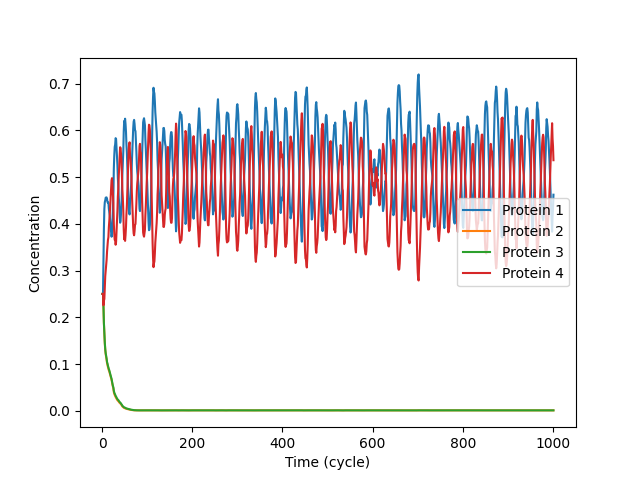 Concentration
0.7
0.6
0.5
0.4
0.3
0.2
0.1
0.0
Protein 1
Protein 2
Protein 3
Protein 4
0
200
400
600
800
1000
Time (cycle)